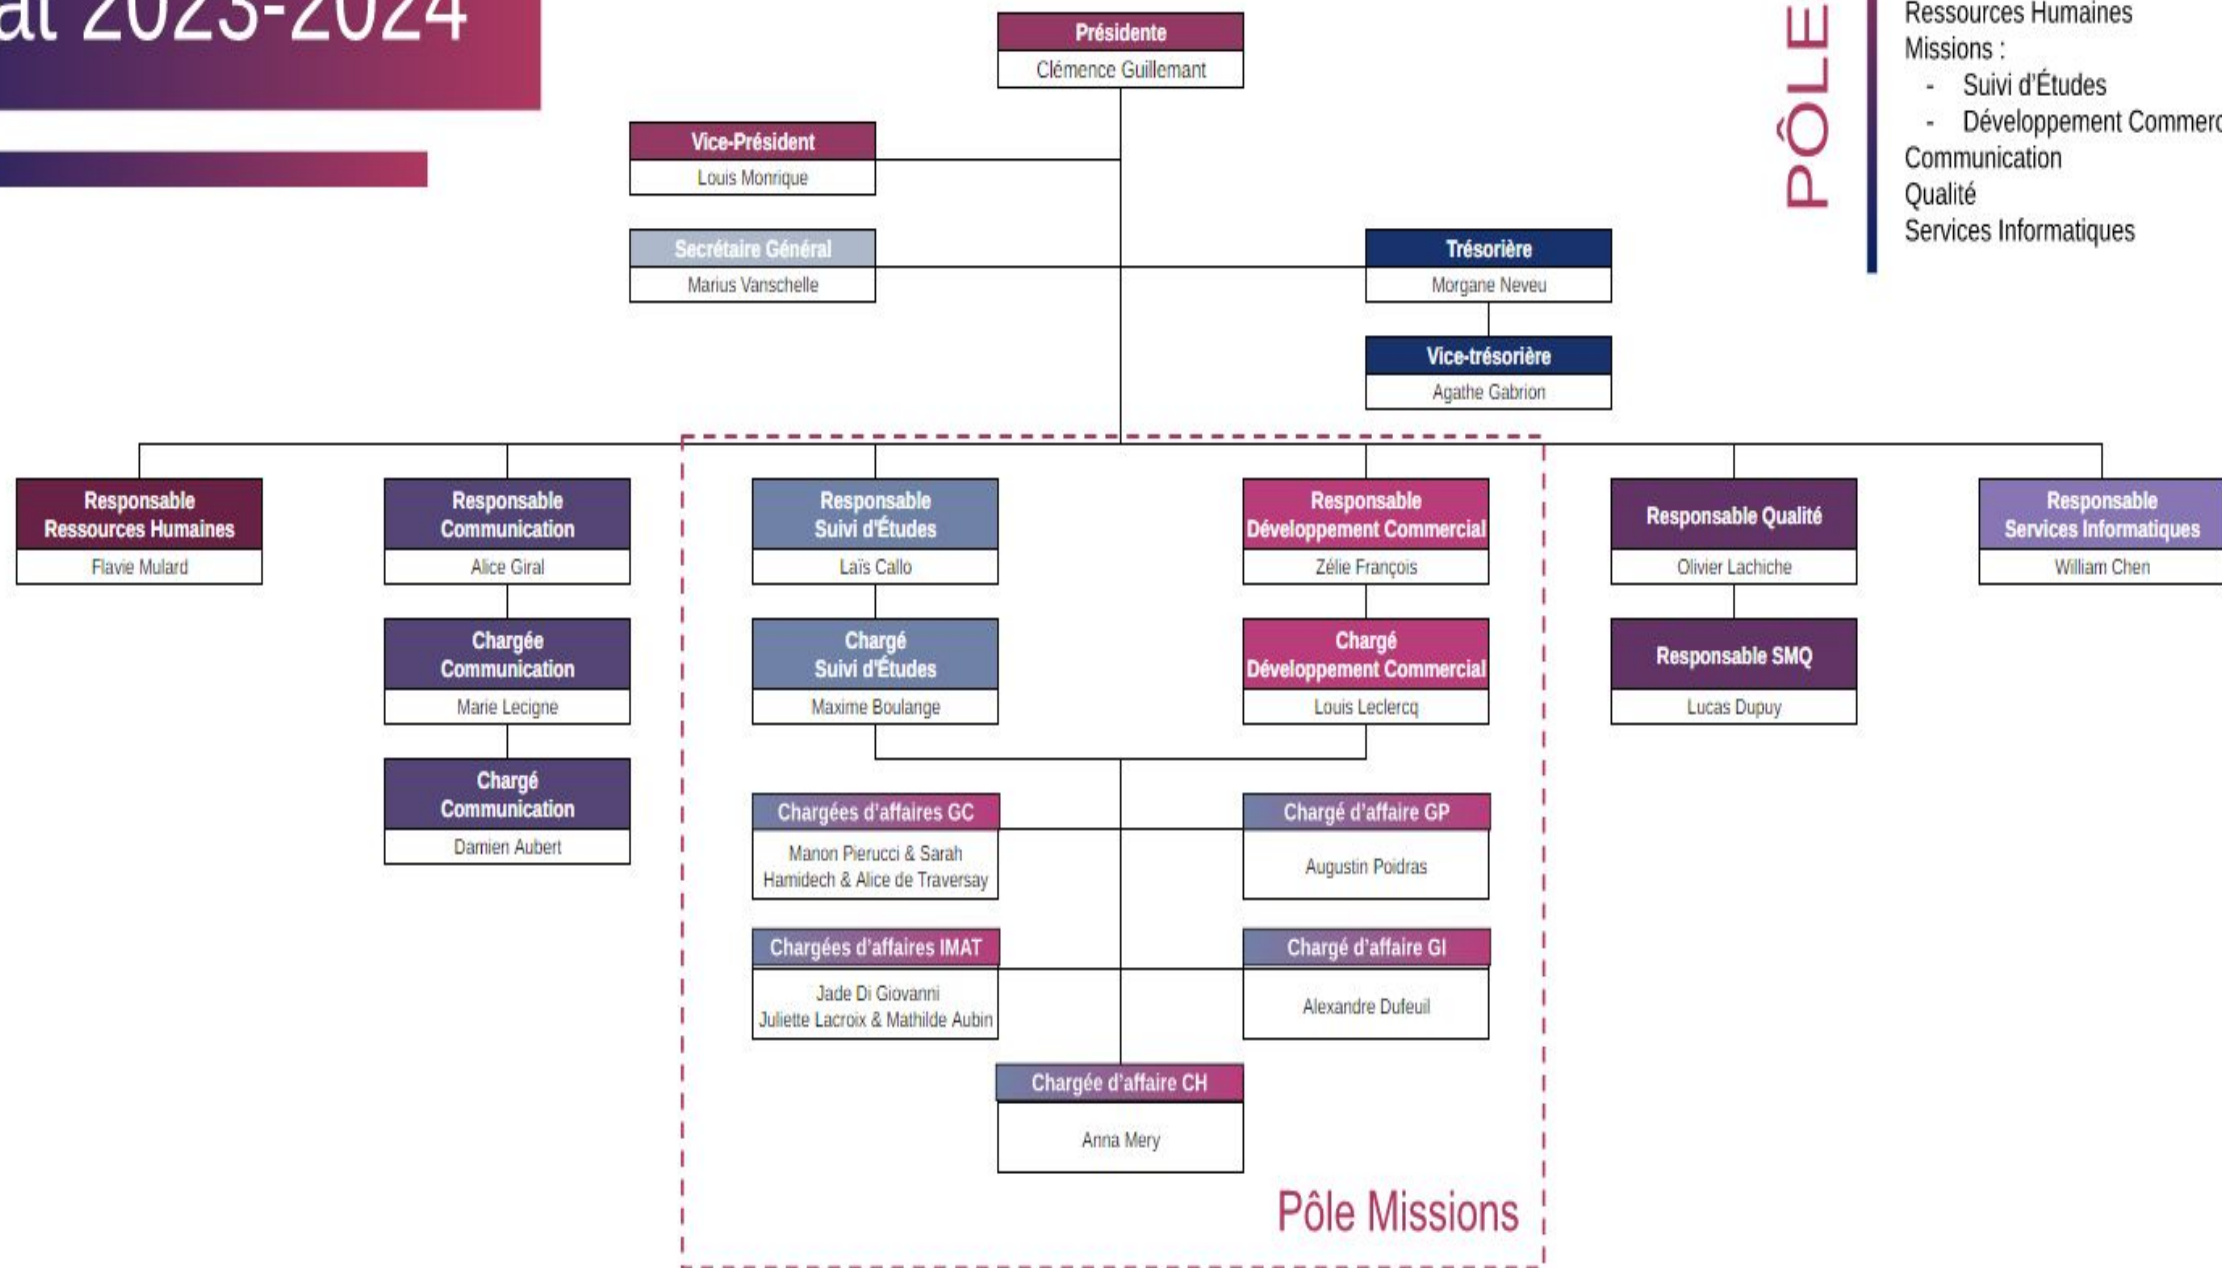 2023-2024
Présidente
Clémence Guillemant
Vice-Président
Louis Monrique
Secrétaire Général
Marius Vanschelle
Trésorière
Morgane Neveu
Vice-trésorière
Agathe Gabrion
PÔLE
Ressources Humaines
Missions :
- Suivi d'Études
- Développement
Communication
Qualité
Services Informatiques
Responsable
Ressources Humaines
Flavie Mulard
Responsable
Communication
Alice Giral
Chargée
Communication
Marie Lecigne
Chargé
Communication
Damien Aubert
Responsable
Suivi d'Études
Laïs Callo
Chargé
Suivi d'Études
Maxime Boulange
Responsable
Développement Commercial
Zélie François
Chargé
Développement Commercial
Louis Leclercq
Chargées d'affaires GC
Manon Pierucci & Sarah
Hamidech & Alice de Traversay
Chargé d'affaire GP
Augustin Poidras
Chargées d'affaires IMAT
Jade Di Giovanni
Juliette Lacroix & Mathilde Aubin
Chargé d'affaire GI
Alexandre Dufeuil
Chargée d'affaire CH
Anna Mery
Pôle Missions
Responsable Qualité
Olivier Lachiche
Responsable SMQ
Lucas Dupuy
Responsable
Services Informatiques
William Chen